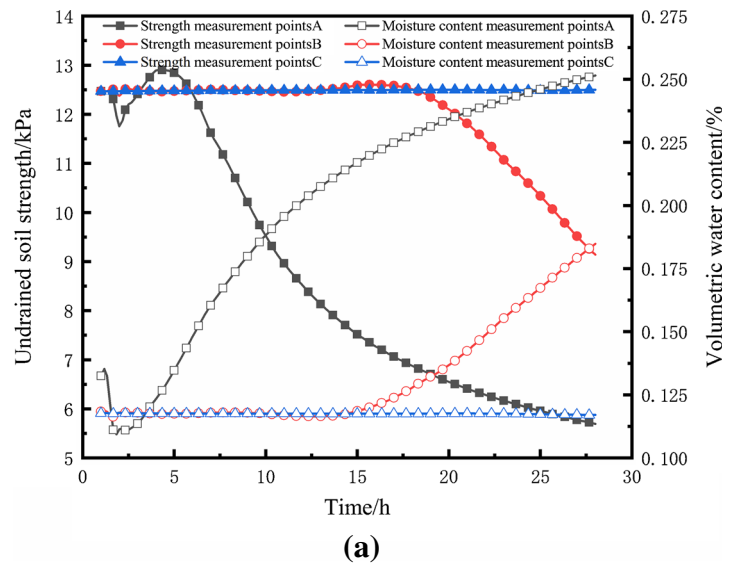 Strength measurement pointsA
Strength measurement pointsB
Strength measurement pointsC
Moisture content measurement pointsA
Moisture content measurement pointsB
Moisture content measurement pointsC
Undrained soil strength/kPa
14
13
12
11
10
9
8
7
6
5
0
5
10
15
20
25
30
Time/h
0.275
0.250
0.225
0.200
0.175
0.150
0.125
0.100
Volumetric water content/%
(a)